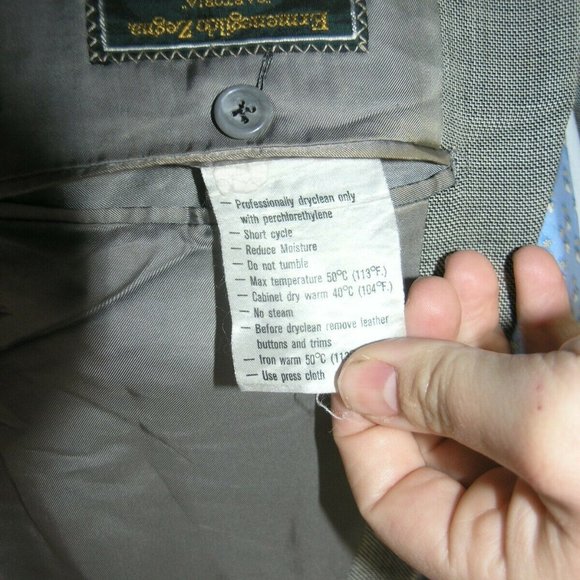 Ermenegildo Zegna
"SARTORIA"
— Professionally dryclean only
with perchlorethylene
— Short cycle
— Reduce Moisture
— Do not tumble
— Max temperature 50°C (113°F.)
— Cabinet dry warm 40°C (104°F.)
— No steam
— Before dryclean remove leather
buttons and trims
— Iron warm 50°C (11
— Use press cloth